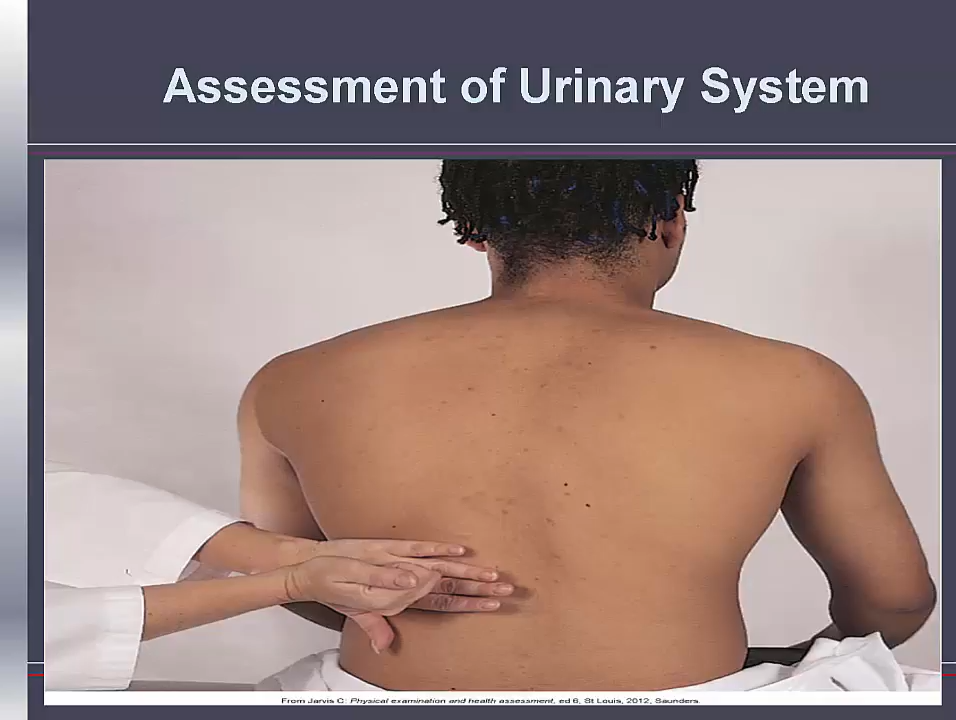 Assessment of Urinary System
From Jarvis C: Physical examination and health assessment, ed 6, St Louis, 2012, Saunders.